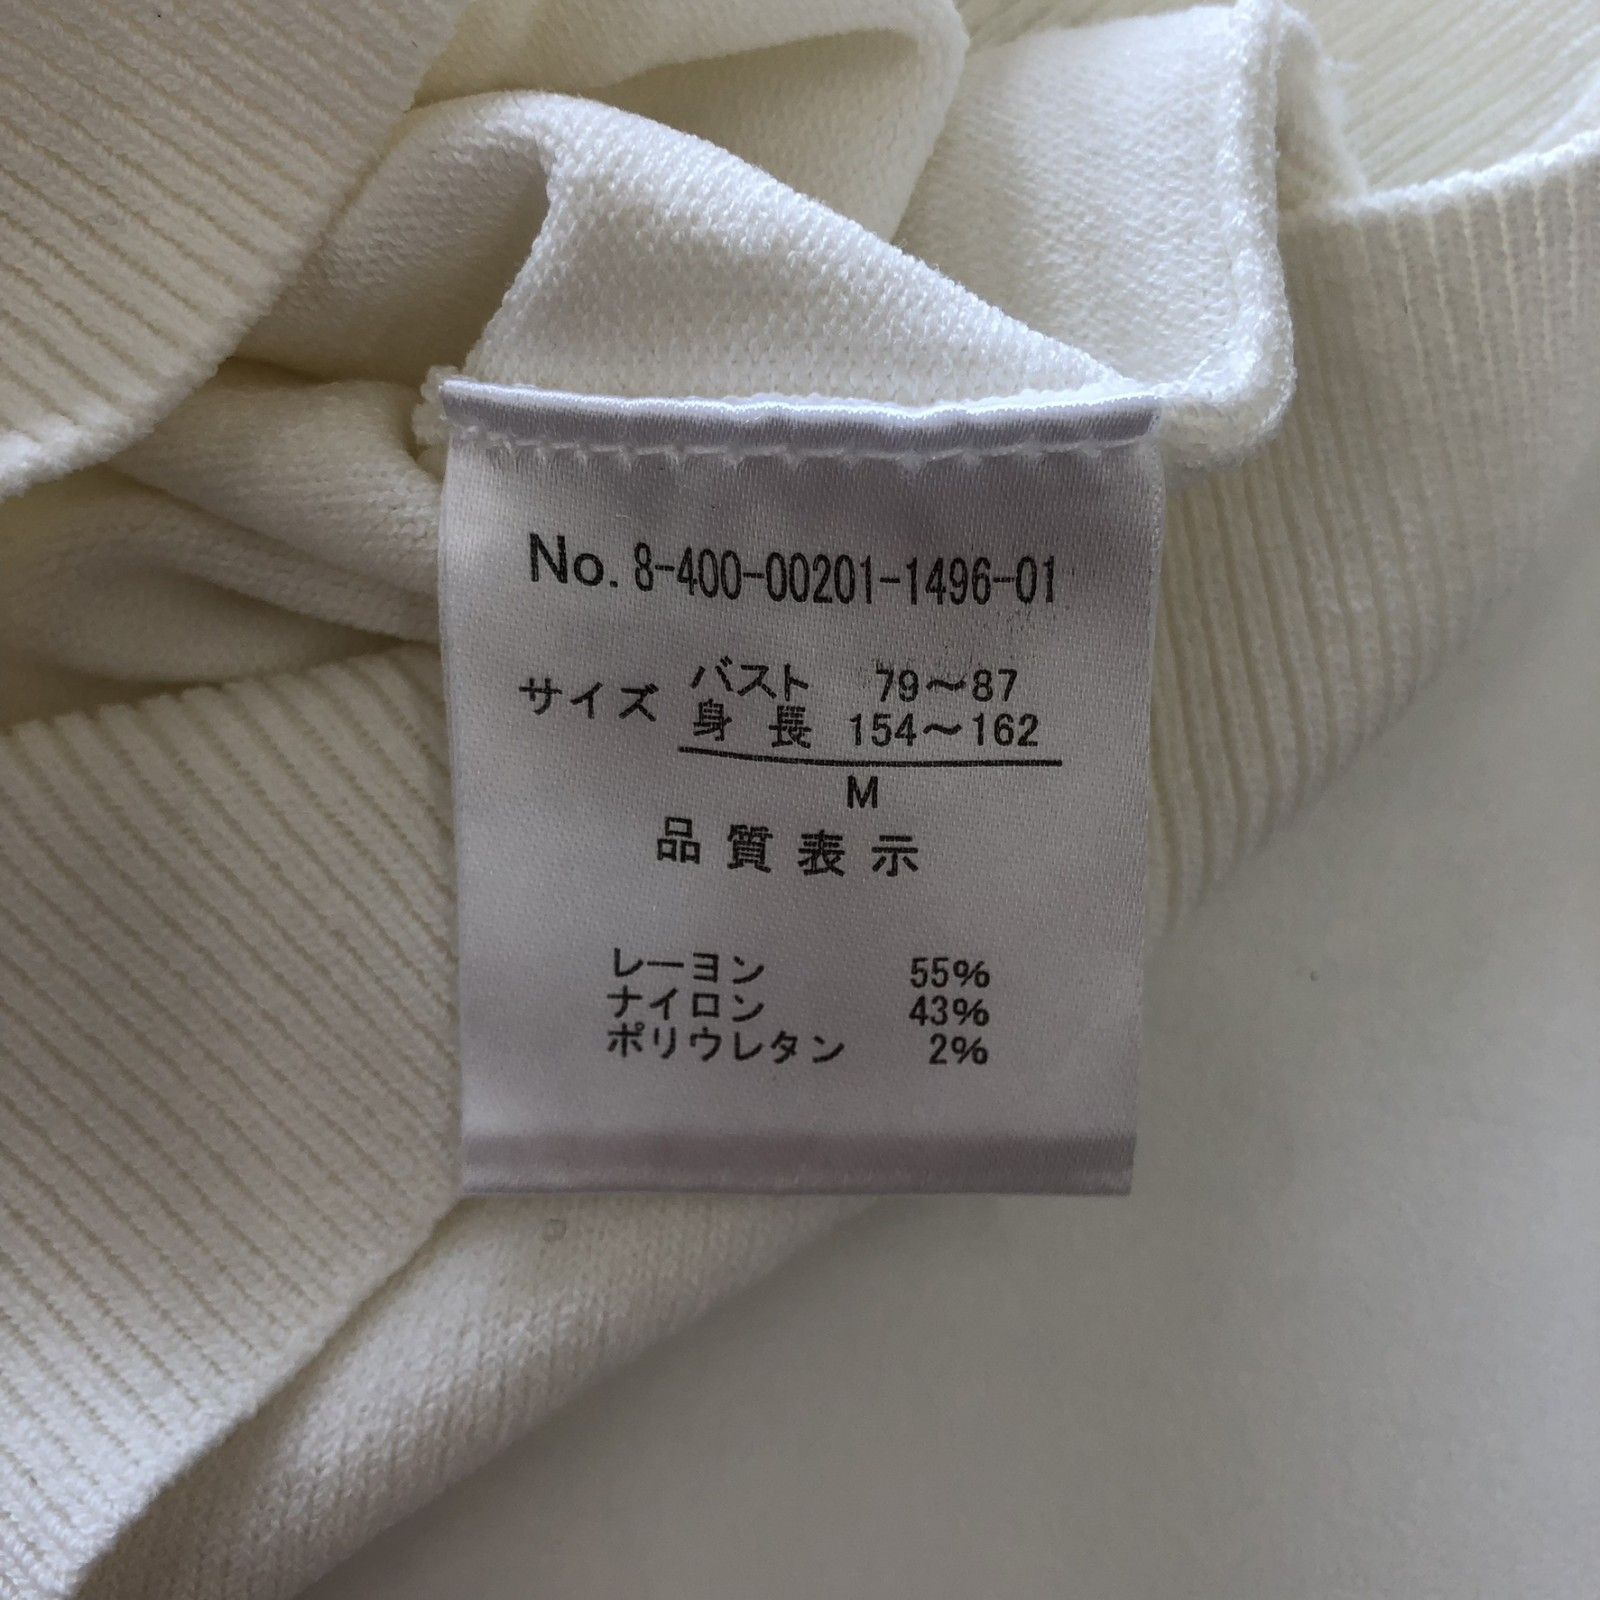 No. 8-400-00201-1496-01
サイズ バスト 79〜87
身長 154〜162
M
品質表示
レーヨン 55%
ナイロン 43%
ポリウレタン 2%